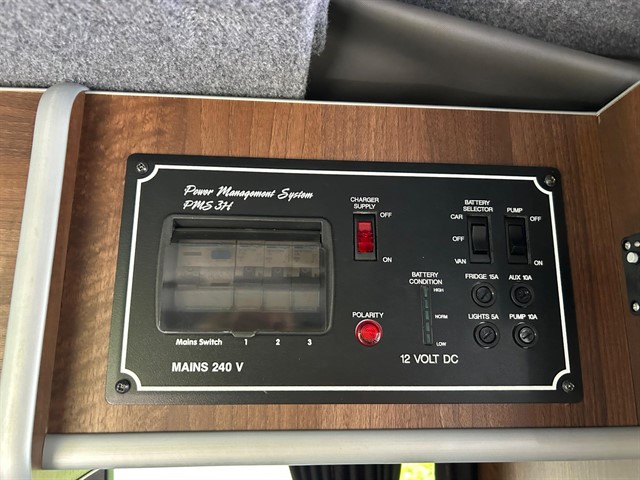 Power Management System
PMS 3H
Mains Switch 1 2 3
MAINS 240 V
CHARGER
SUPPLY
OFF
ON
POLARITY
BATTERY
SELECTOR
CAR
OFF
VAN
PUMP
OFF
ON
BATTERY
CONDITION
HIGH
NORM
LOW
FRIDGE 15A
AUX 10A
LIGHTS 5A
PUMP 10A
12 VOLT DC